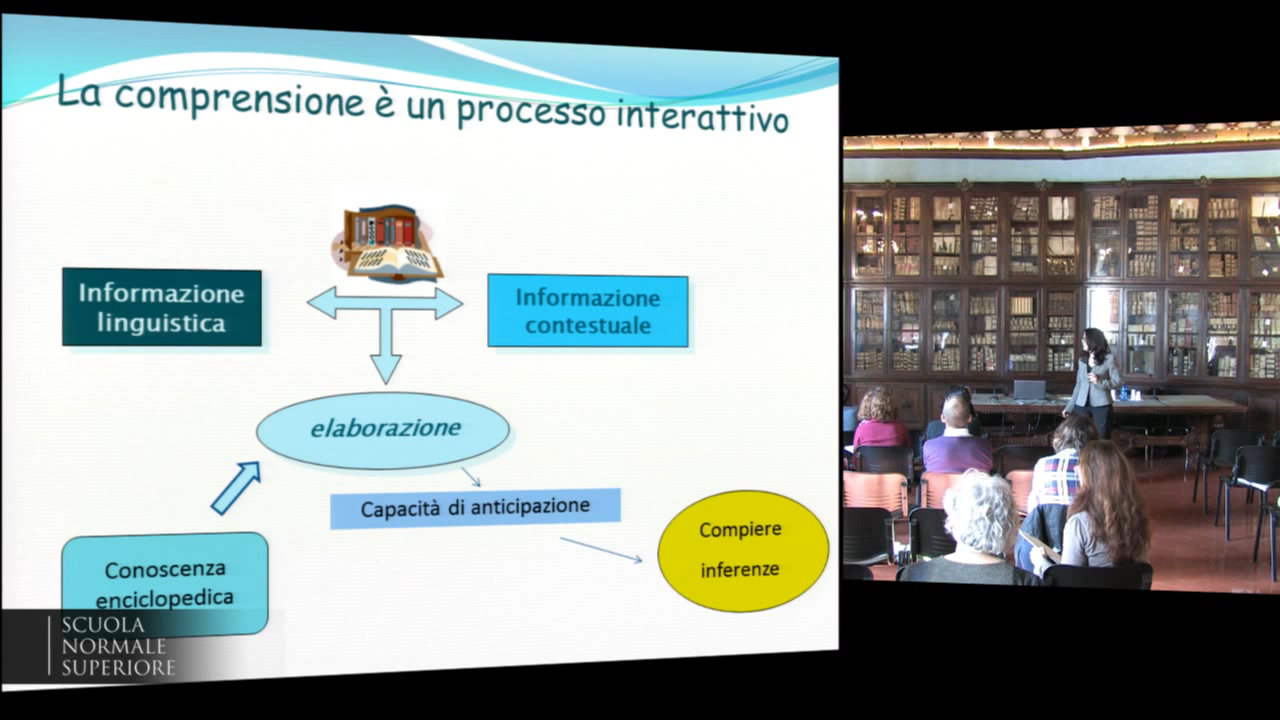 La comprensione è un processo interattivo
Informazione
linguistica
Informazione
contestuale
elaborazione
Capacità di anticipazione
Compiere
inferenze
Conoscenza
enciclopedica
SCUOLA
NORMALE
SUPERIORE